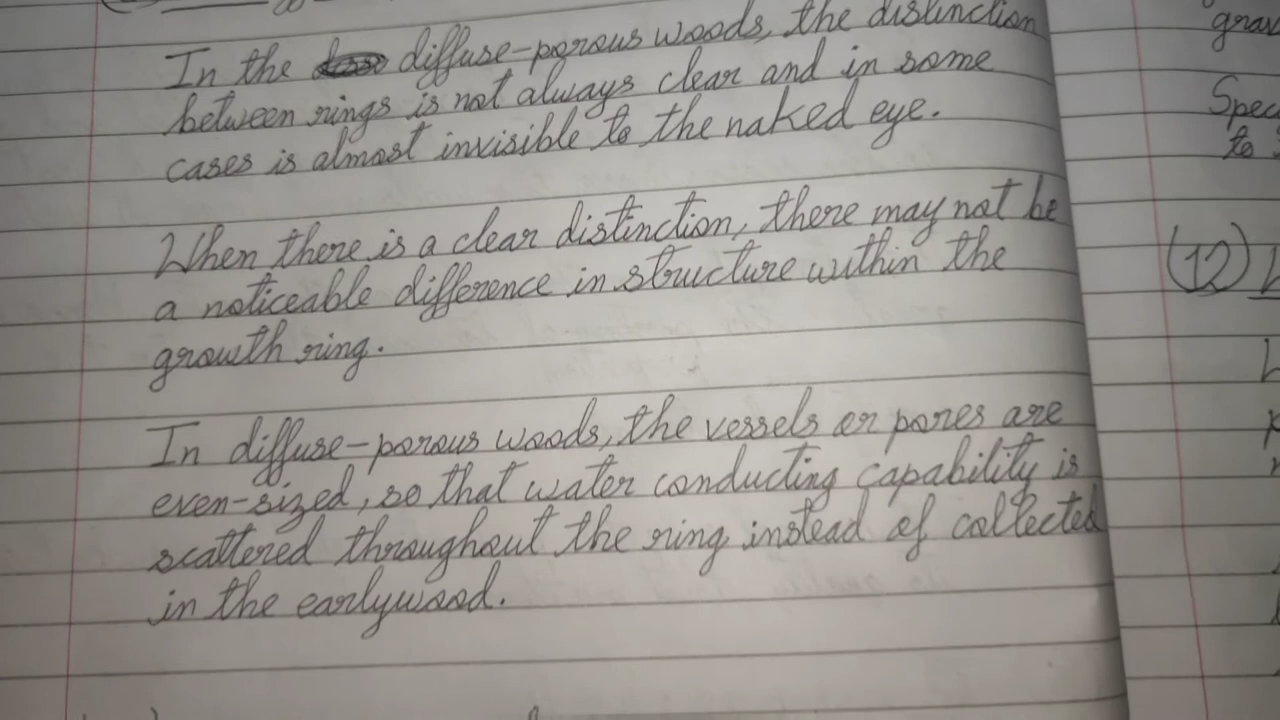 In the diffuse-porous woods, the distinction
between rings is not always clear and in some
cases is almost invisible to the naked eye.
When there is a clear distinction, there may not be
a noticeable difference in structure within the
growth ring.
In diffuse-porous woods, the vessels or pores are
even-sized, so that water conducting capability is
scattered throughout the ring instead of collected
in the earlywood.
(12)
to